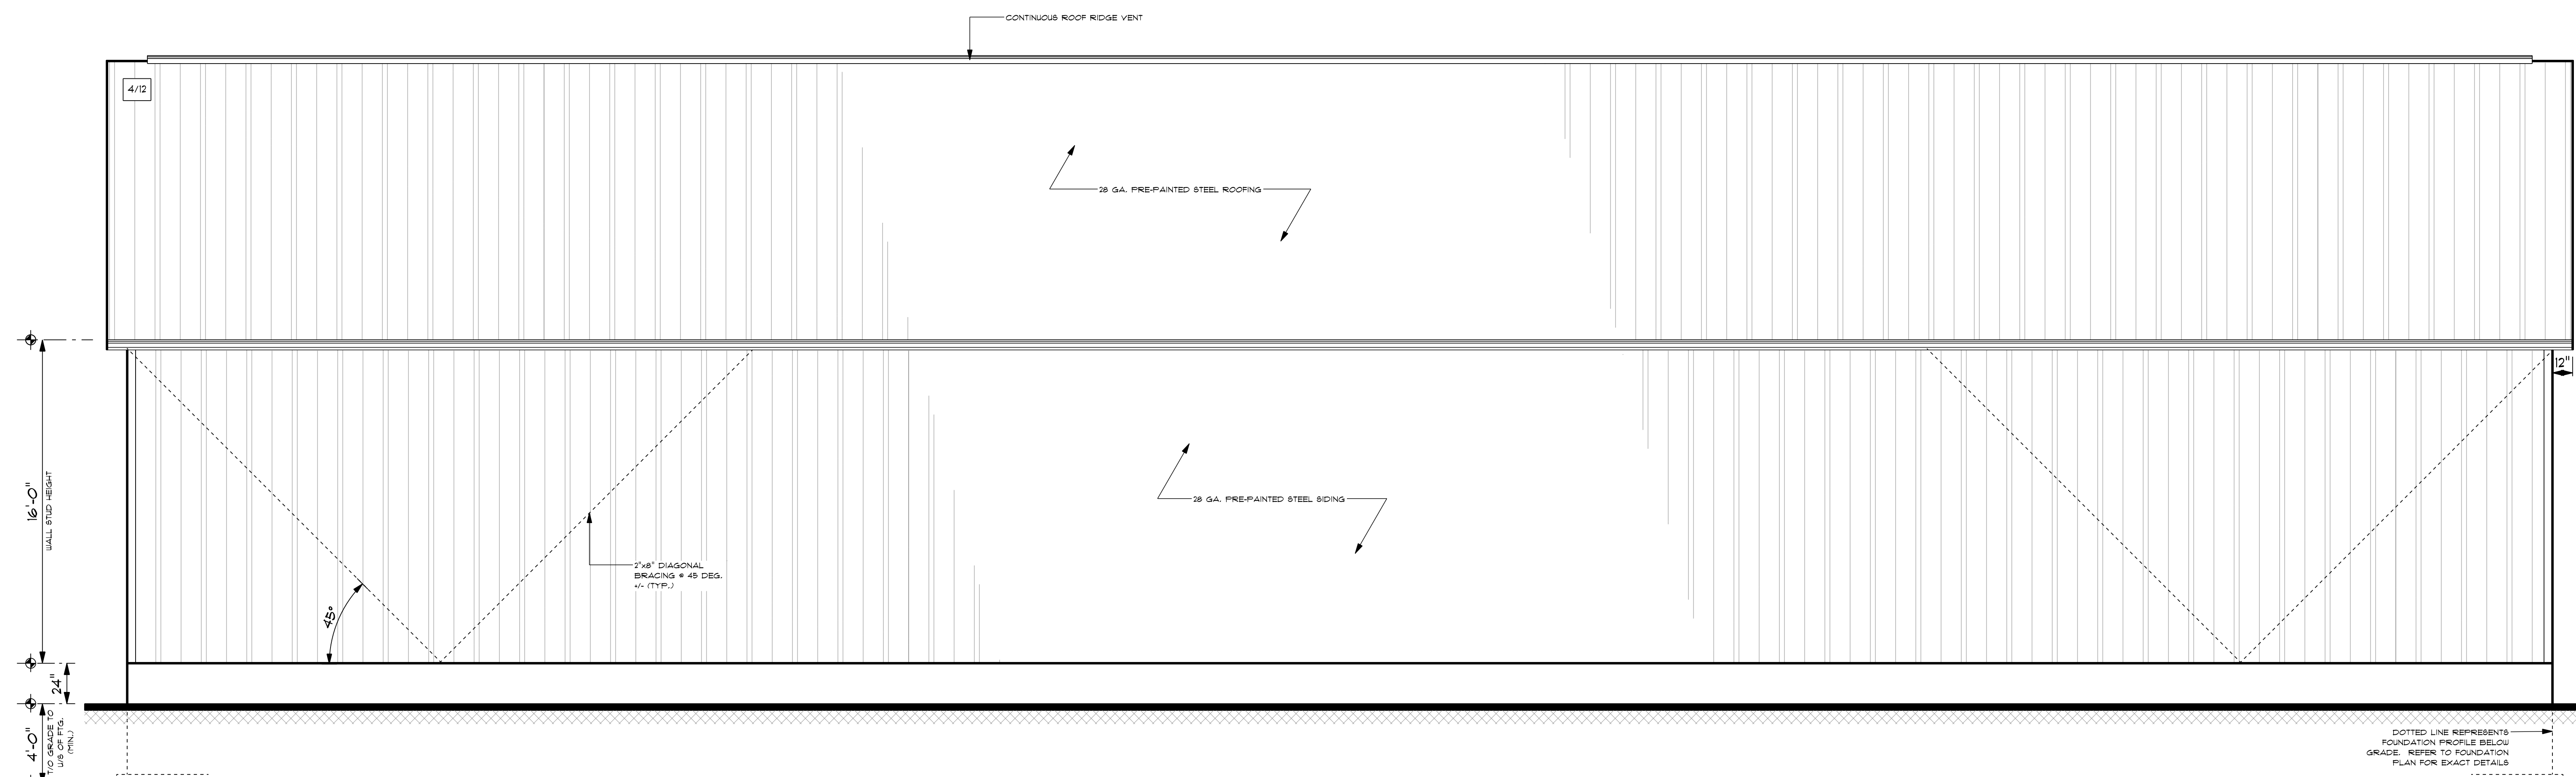 CONTINUOUS ROOF RIDGE VENT
4/12
28 GA. PRE-PAINTED STEEL ROOFING
12"
16'-0"
WALL STUD HEIGHT
28 GA. PRE-PAINTED STEEL SIDING
2"x8" DIAGONAL
BRACING @ 45 DEG.
+/- (TYP.)
45°
24"
4'-0"
T/O GRADE TO
U/S OF FTG.
(MIN.)
DOTTED LINE REPRESENTS
FOUNDATION PROFILE BELOW
GRADE. REFER TO FOUNDATION
PLAN FOR EXACT DETAILS